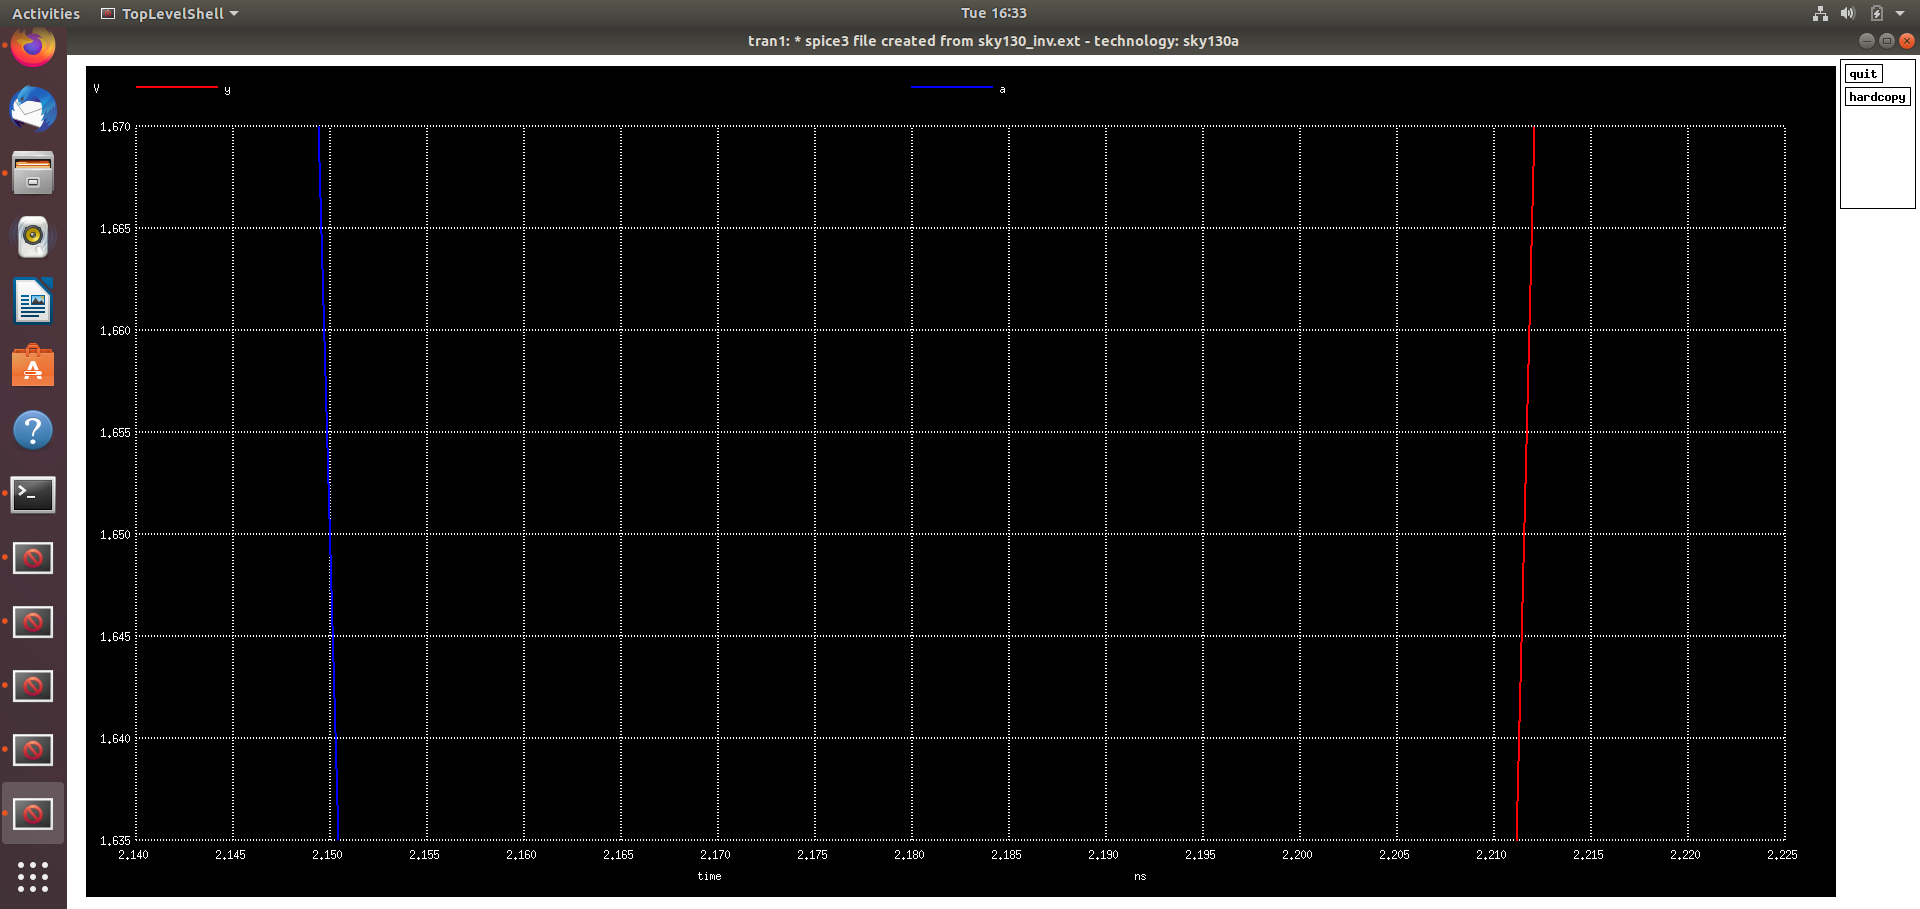 Activities TopLevelShell Tue 16:33
tran1: * spice3 file created from sky130_inv.ext - technology: sky130a
quit
hardcopy
V y a
1.670
1.665
1.660
1.655
1.650
1.645
1.640
1.635
2.140 2.145 2.150 2.155 2.160 2.165 2.170 2.175 2.180 2.185 2.190 2.195 2.200 2.205 2.210 2.215 2.220 2.225
time ns